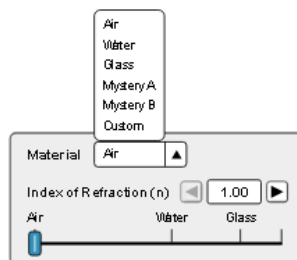 Air
Water
Glass
Mystery A
Mystery B
Custom
Material Air
Index of Refraction (n) 1.00
Air Water Glass